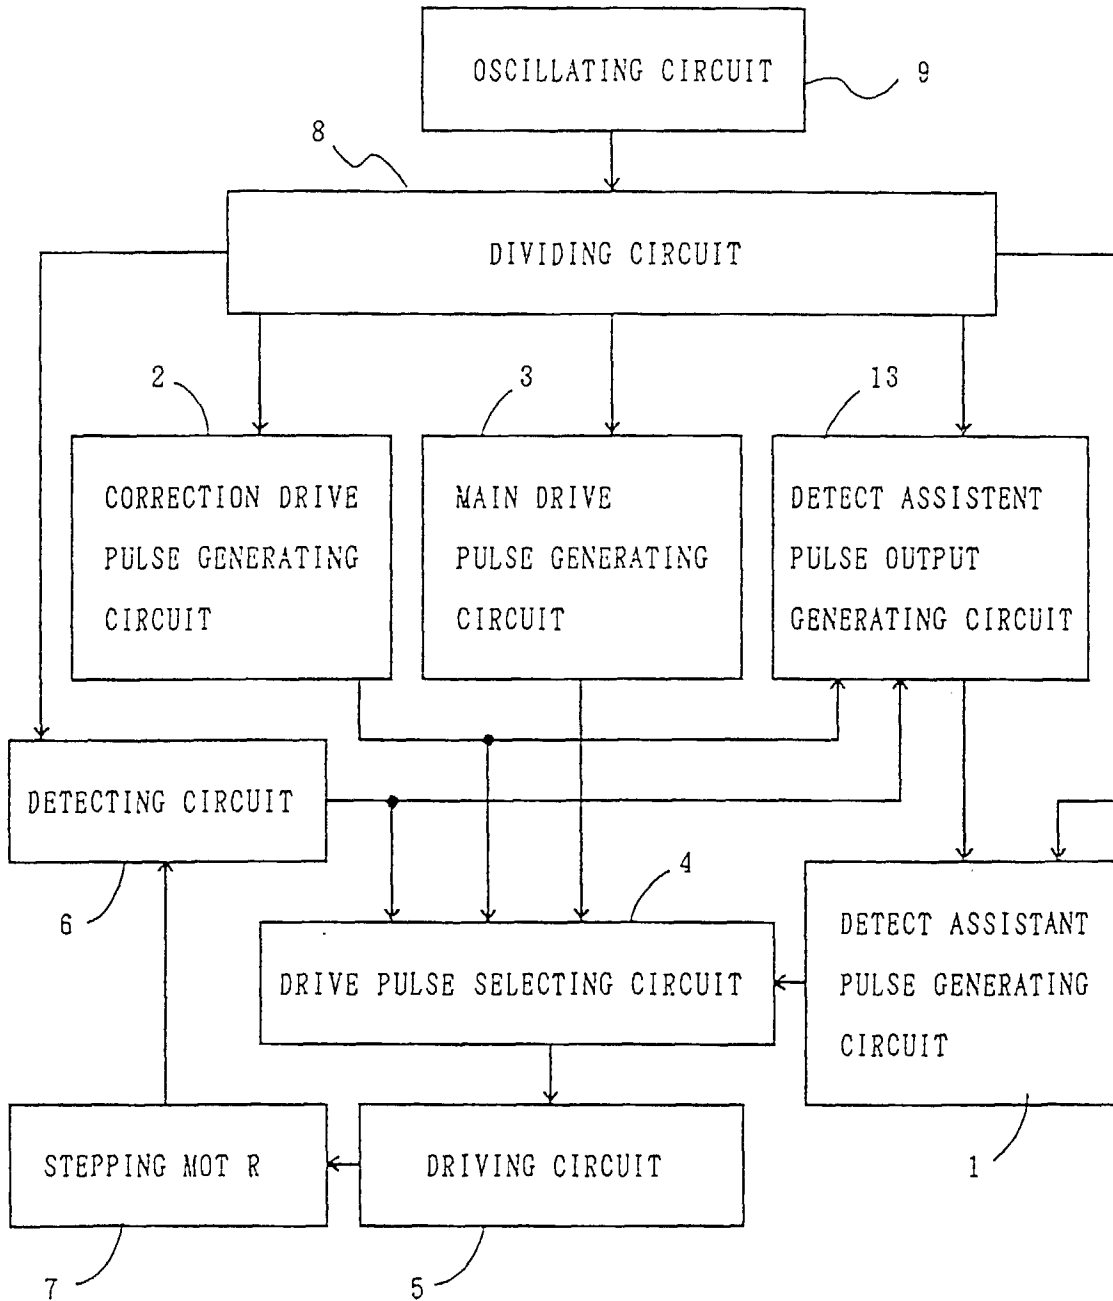 OSCILLATING CIRCUIT
9
8
DIVIDING CIRCUIT
2
3
13
CORRECTION DRIVE
PULSE GENERATING
CIRCUIT
MAIN DRIVE
PULSE GENERATING
CIRCUIT
DETECT ASSISTENT
PULSE OUTPUT
GENERATING CIRCUIT
DETECTING CIRCUIT
6
4
DRIVE PULSE SELECTING CIRCUIT
DETECT ASSISTANT
PULSE GENERATING
CIRCUIT
1
STEPPING MOT R
7
DRIVING CIRCUIT
5